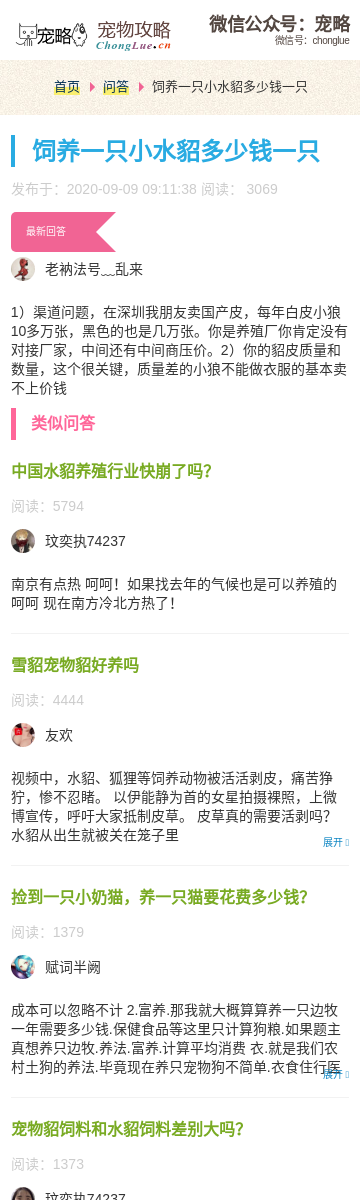 宠略
宠物攻略
ChongLue.cn
微信公众号：宠略
微信号：chonglue
首页 问答 饲养一只小水貂多少钱一只
饲养一只小水貂多少钱一只
发布于：2020-09-09 09:11:38 阅读： 3069
最新回答
老衲法号﹏乱来
1）渠道问题，在深圳我朋友卖国产皮，每年白皮小狼
10多万张，黑色的也是几万张。你是养殖厂你肯定没有
对接厂家，中间还有中间商压价。2）你的貂皮质量和
数量，这个很关键，质量差的小狼不能做衣服的基本卖
不上价钱
类似问答
中国水貂养殖行业快崩了吗？
阅读：5794
玟奕执74237
南京有点热 呵呵！如果找去年的气候也是可以养殖的
呵呵 现在南方冷北方热了！
雪貂宠物貂好养吗
阅读：4444
友欢
视频中，水貂、狐狸等饲养动物被活活剥皮，痛苦狰
狞，惨不忍睹。 以伊能静为首的女星拍摄裸照，上微
博宣传，呼吁大家抵制皮草。 皮草真的需要活剥吗？
水貂从出生就被关在笼子里
展开
捡到一只小奶猫，养一只猫要花费多少钱？
阅读：1379
赋词半阙
成本可以忽略不计 2.富养.那我就大概算算养一只边牧
一年需要多少钱.保健食品等这里只计算狗粮.如果题主
真想养只边牧.养法.富养.计算平均消费 衣.就是我们农
村土狗的养法.毕竟现在养只宠物狗不简单.衣食住行医
展开
宠物貂饲料和水貂饲料差别大吗？
阅读：1373
玟奕执74237